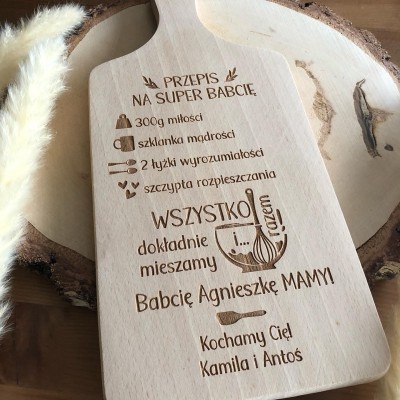 PRZEPIS
NA SUPER BABCIĘ
300g miłości
szklanka mądrości
2 łyżki wyrozumiałości
szczypta rozpieszczania
WSZYSTKO razem!
dokładnie i...
mieszamy
Babcię Agnieszkę MAMY!
Kochamy Cię!
Kamila i Antoś